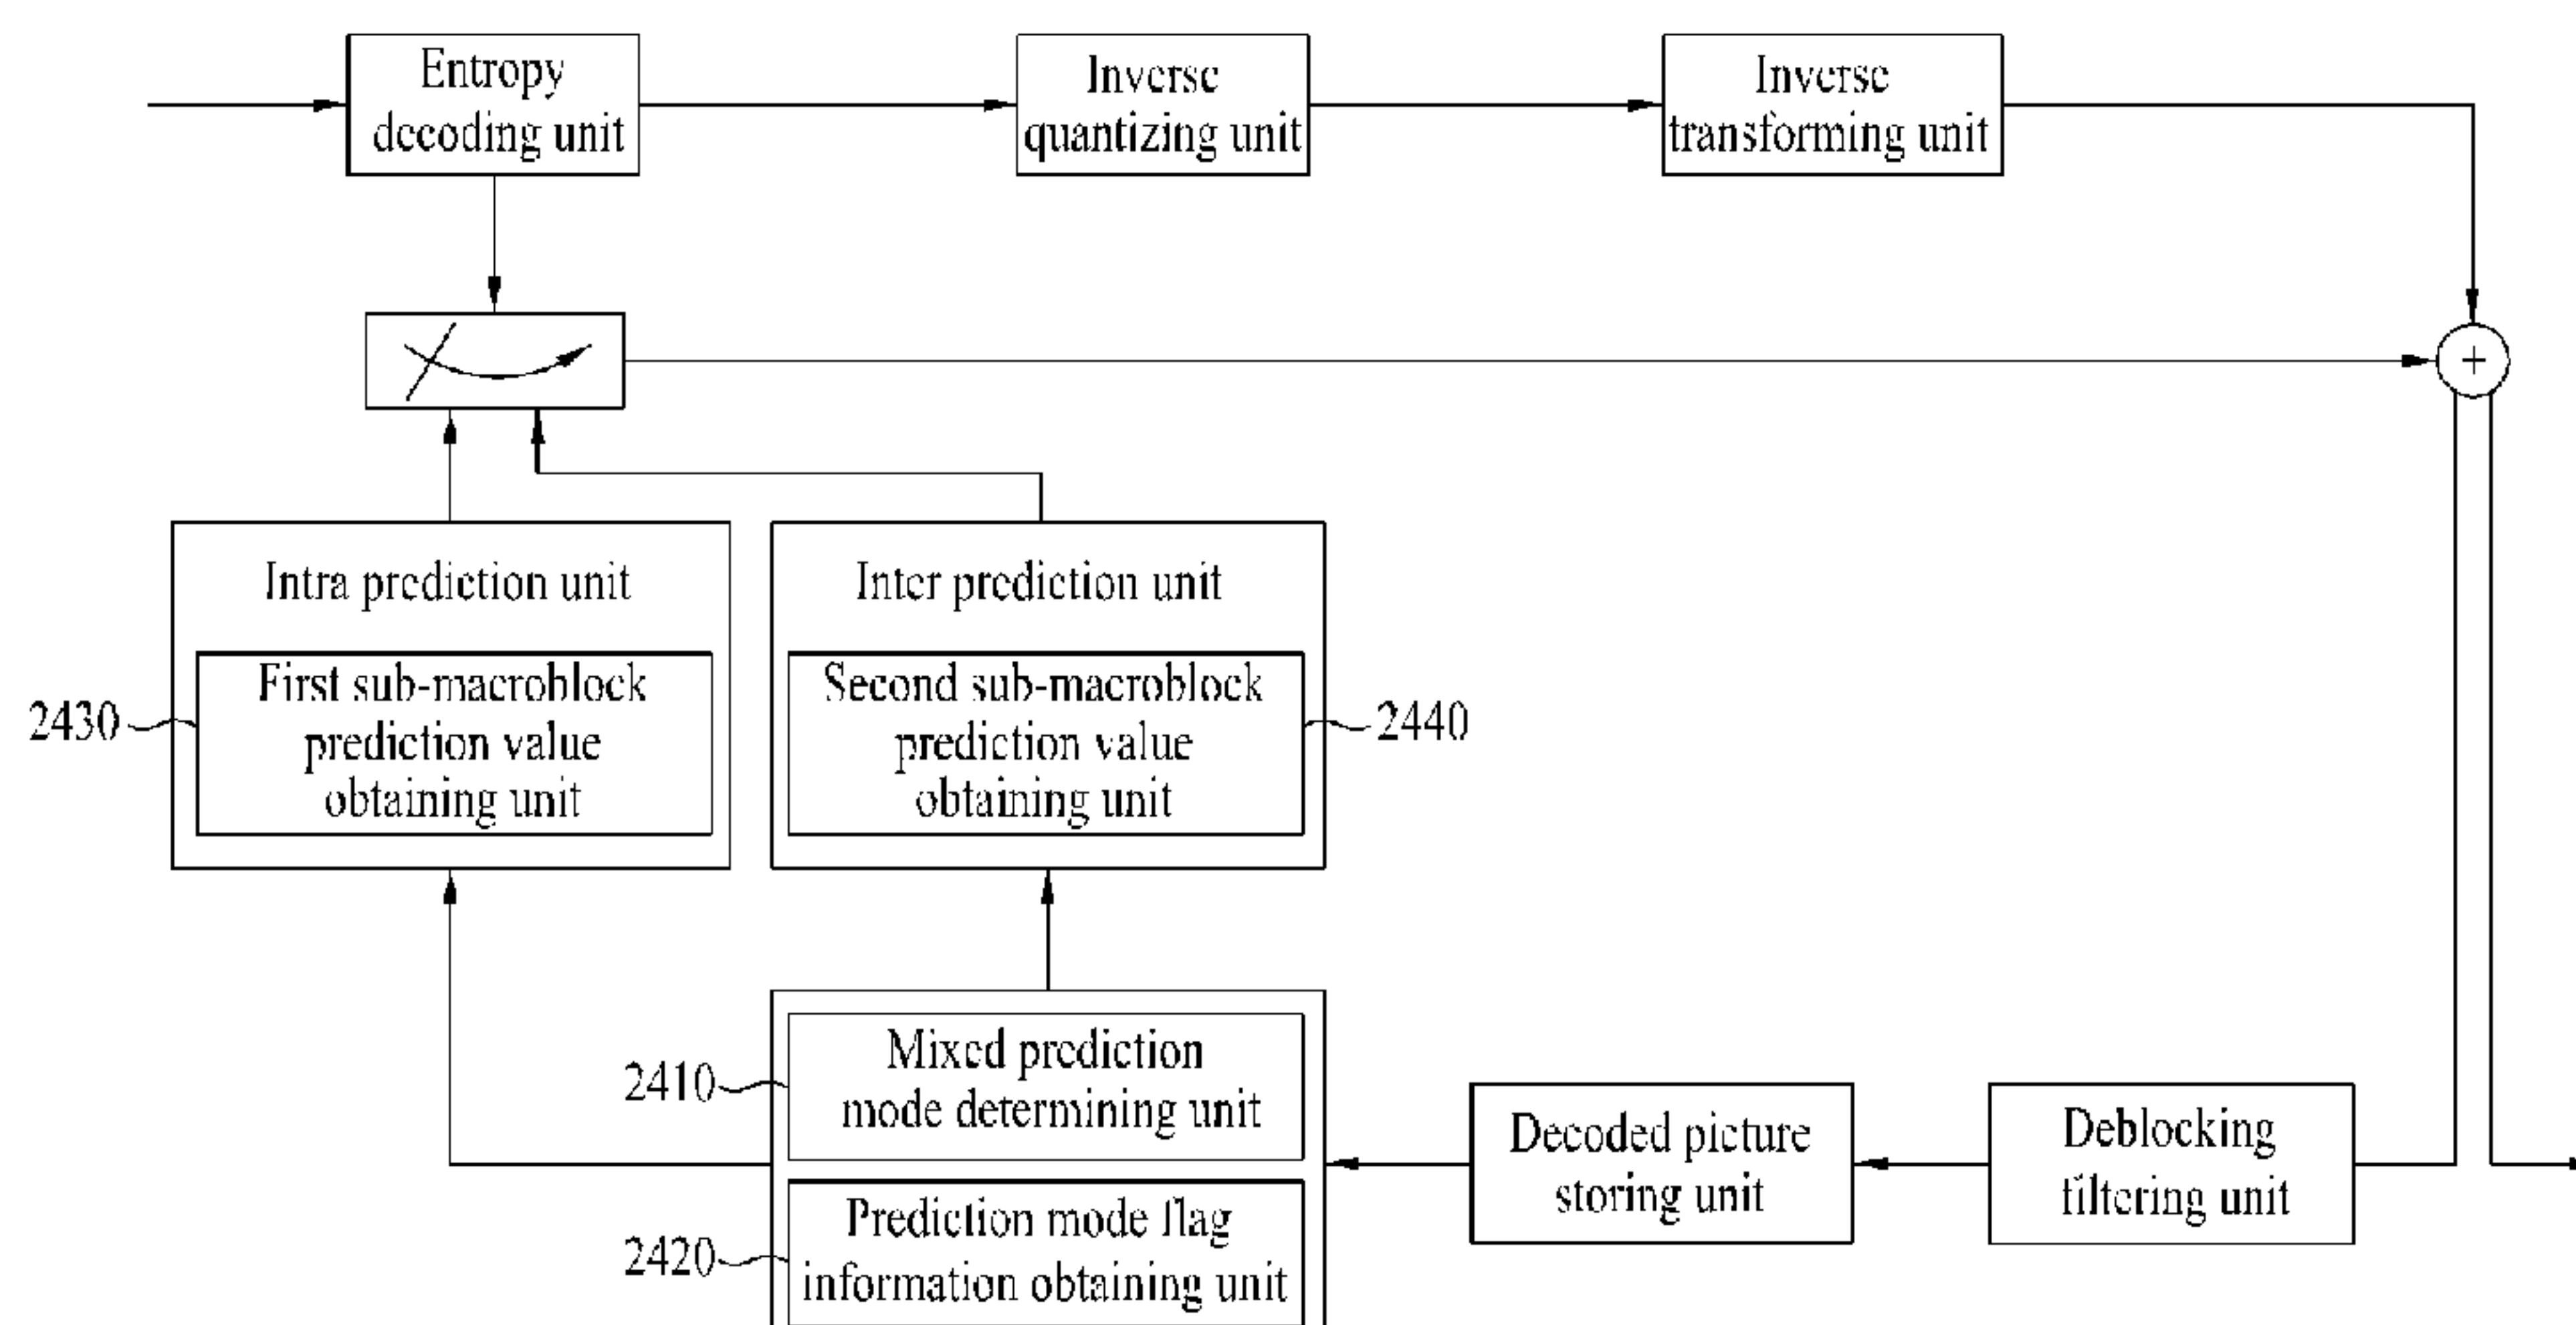 Entropy
decoding unit
Inverse
quantizing unit
Inverse
transforming unit
+
Intra prediction unit
Inter prediction unit
2430
First sub-macroblock
prediction value
obtaining unit
Second sub-macroblock
prediction value
obtaining unit
2440
2410
Mixed prediction
mode determining unit
2420
Prediction mode flag
information obtaining unit
Decoded picture
storing unit
Deblocking
filtering unit